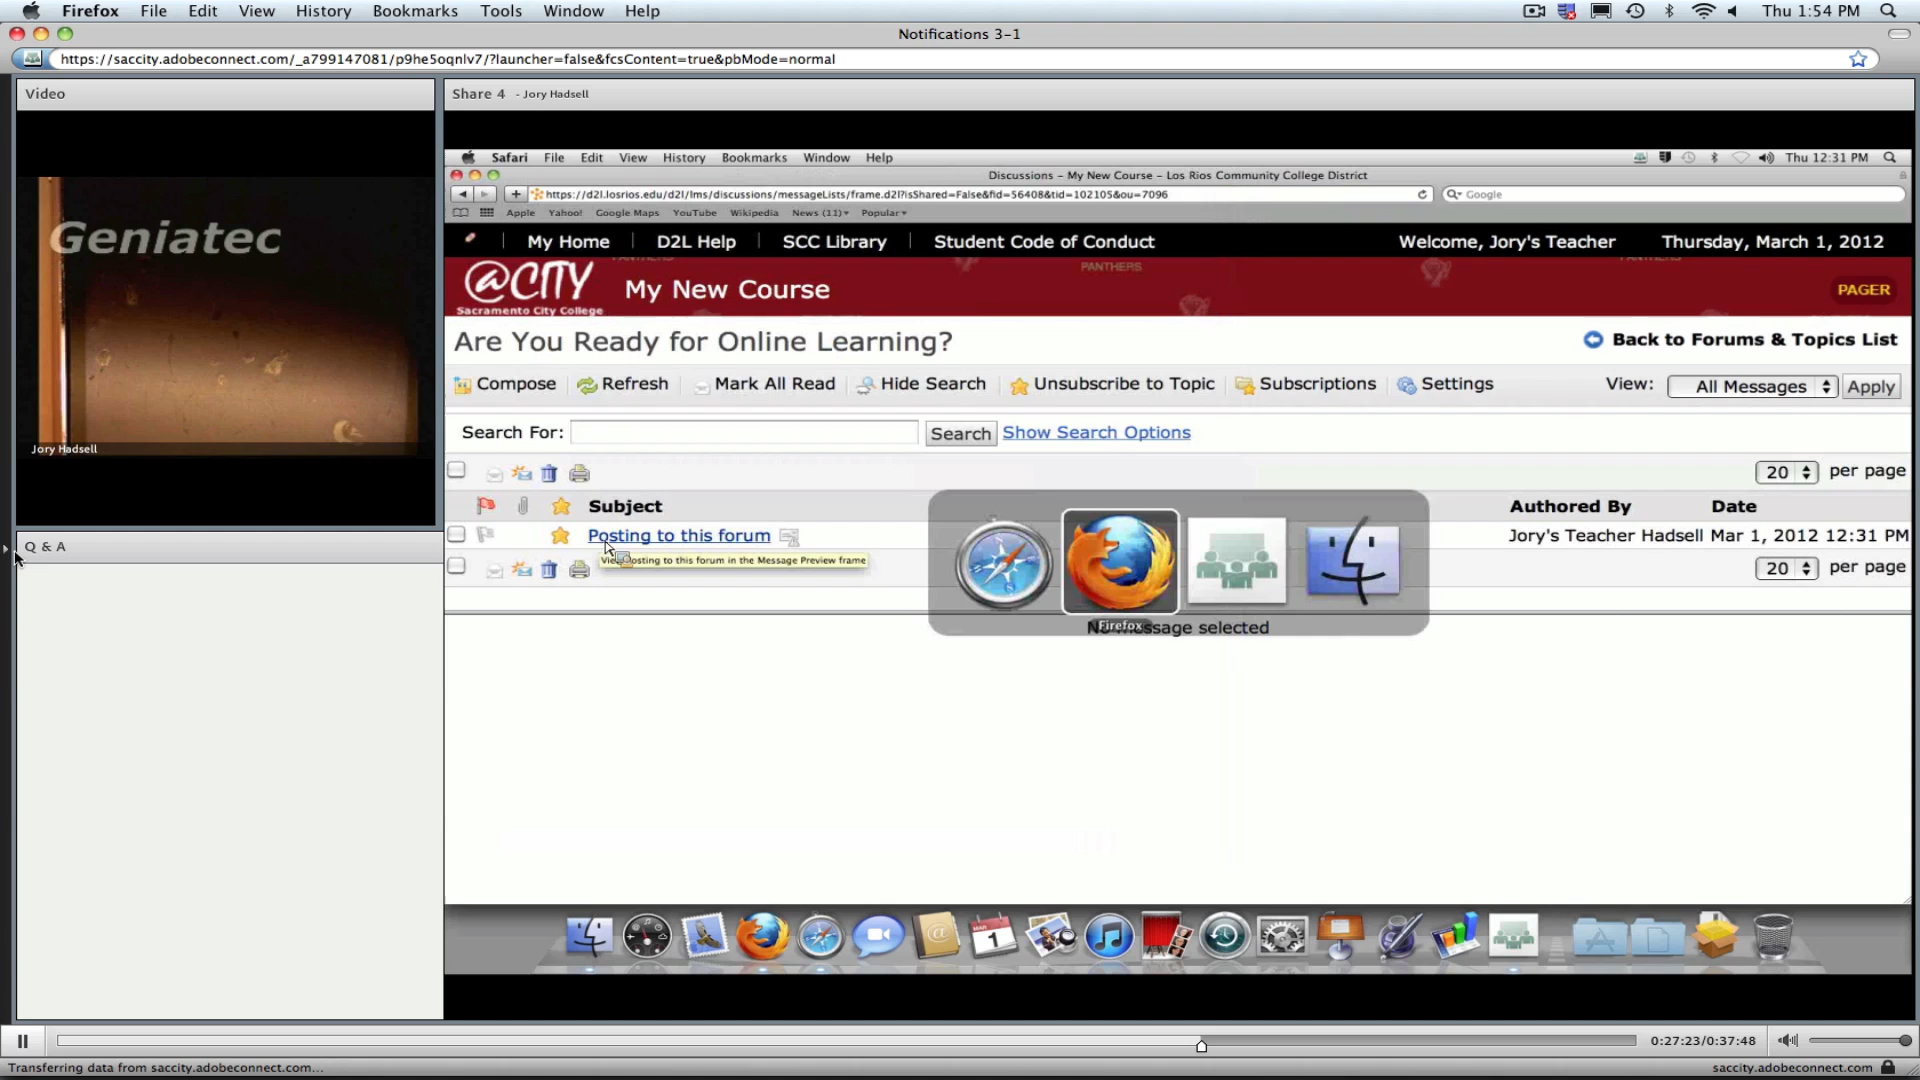 Firefox File Edit View History Bookmarks Tools Window Help Thu 1:54 PM
Notifications 3-1
https://saccity.adobeconnect.com/_a799147081/p9he5oqnlv7/?launcher=false&fcsContent=true&pbMode=normal
Video
Share 4 - Jory Hadsell
Geniatec
Jory Hadsell
Q & A
Safari File Edit View History Bookmarks Window Help Thu 12:31 PM
Discussions - My New Course - Los Rios Community College District
https://d2l.losrios.edu/d2l/lms/discussions/messageLists/frame.d2l?isShared=False&fid=56408&tid=102105&ou=7096 Google
Apple Yahoo! Google Maps YouTube Wikipedia News (11) Popular
My Home D2L Help SCC Library Student Code of Conduct Welcome, Jory's Teacher Thursday, March 1, 2012
PANTHERS
@CITY My New Course PAGER
Sacramento City College
Are You Ready for Online Learning? Back to Forums & Topics List
Compose Refresh Mark All Read Hide Search Unsubscribe to Topic Subscriptions Settings View: All Messages Apply
Search For: Search Show Search Options
20 per page
Subject Authored By Date
Posting to this forum Jory's Teacher Hadsell Mar 1, 2012 12:31 PM
posting to this forum in the Message Preview frame
20 per page
Firefox
message selected
MAR
1
0:27:23/0:37:48
Transferring data from saccity.adobeconnect.com... saccity.adobeconnect.com